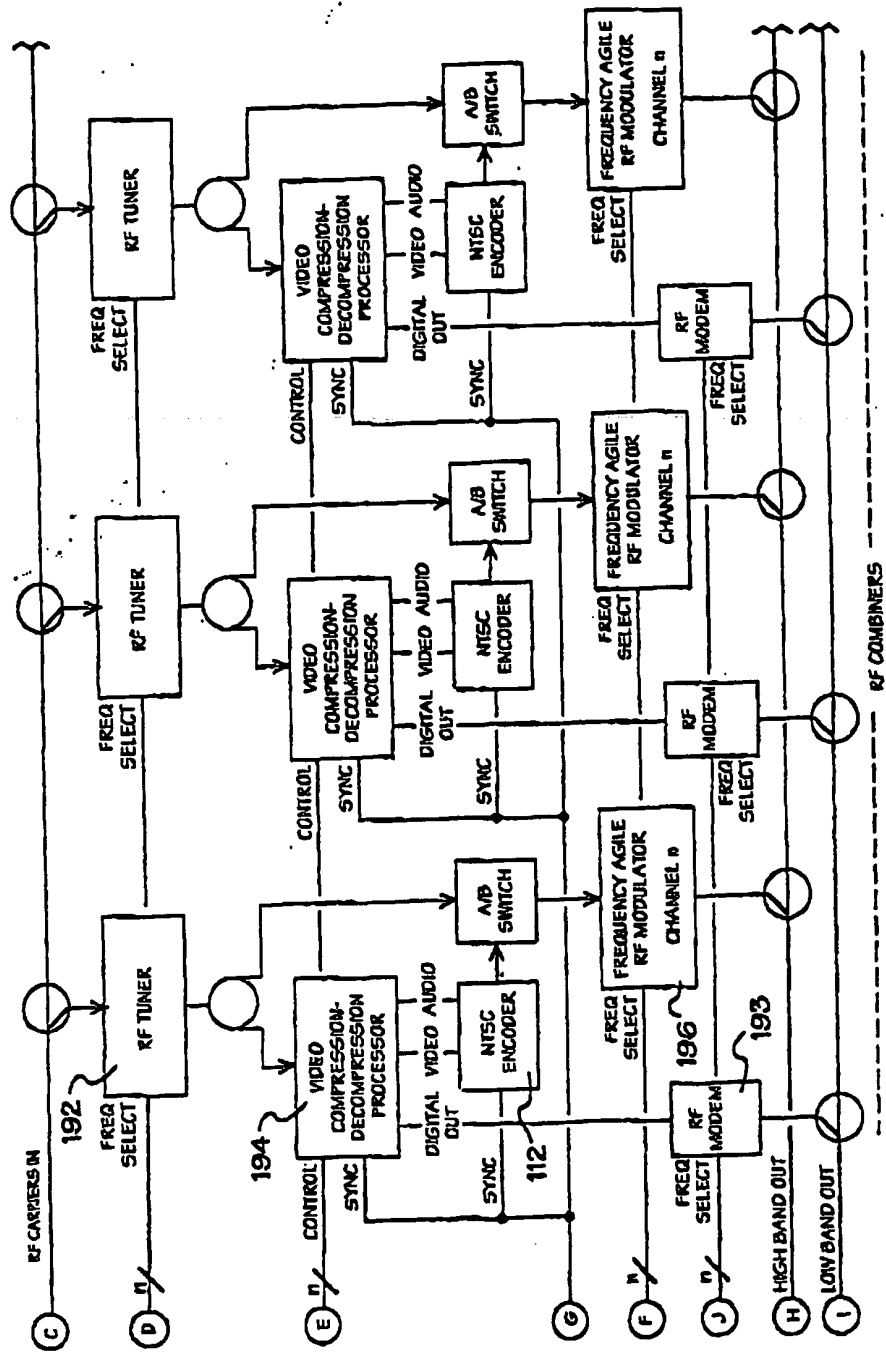 C
RF CARRIERS IN
D
n
192
FREQ
SELECT
RF TUNER
FREQ
SELECT
RF TUNER
FREQ
SELECT
RF TUNER
E
n
CONTROL
SYNC
194
VIDEO
COMPRESSION-
DECOMPRESSION
PROCESSOR
CONTROL
SYNC
VIDEO
COMPRESSION-
DECOMPRESSION
PROCESSOR
CONTROL
SYNC
VIDEO
COMPRESSION-
DECOMPRESSION
PROCESSOR
DIGITAL
OUT
VIDEO
AUDIO
DIGITAL
OUT
VIDEO
AUDIO
DIGITAL
OUT
VIDEO
AUDIO
SYNC
112
NTSC
ENCODER
A/B
SWITCH
SYNC
NTSC
ENCODER
A/B
SWITCH
SYNC
NTSC
ENCODER
A/B
SWITCH
G
F
n
FREQ
SELECT
196
FREQUENCY AGILE
RF MODULATOR
CHANNEL n
FREQ
SELECT
FREQUENCY AGILE
RF MODULATOR
CHANNEL n
FREQ
SELECT
FREQUENCY AGILE
RF MODULATOR
CHANNEL n
J
n
FREQ
SELECT
RF
MODEM
193
FREQ
SELECT
RF
MODEM
FREQ
SELECT
RF
MODEM
H
HIGH BAND OUT
I
LOW BAND OUT
RF COMBINERS